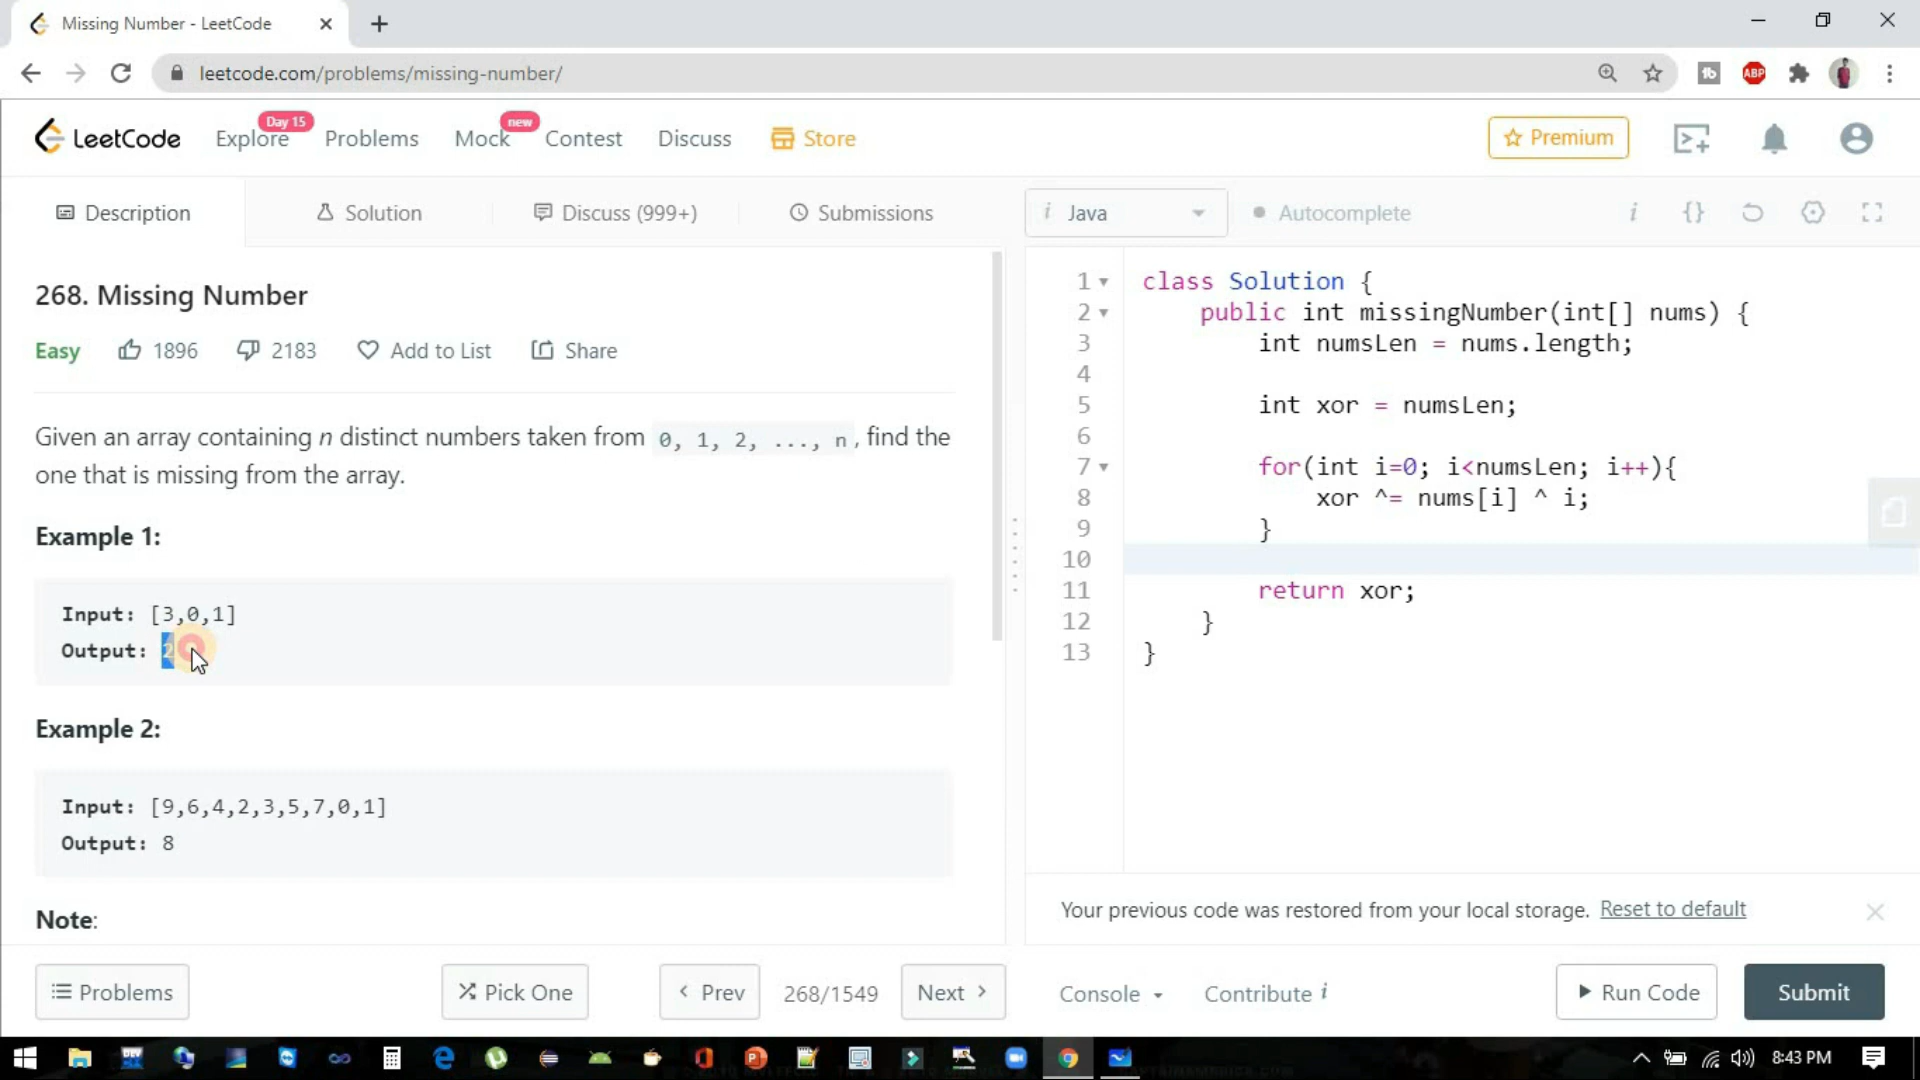 Missing Number - LeetCode
leetcode.com/problems/missing-number/
ABP
LeetCode
Explore
Day 15
Problems
Mock
new
Contest
Discuss
Store
Premium
Description
Solution
Discuss (999+)
Submissions
i Java
Autocomplete
i {}
268. Missing Number
Easy 1896 2183 Add to List Share
Given an array containing n distinct numbers taken from 0, 1, 2, ..., n, find the
one that is missing from the array.
Example 1:
Input: [3,0,1]
Output: 2
Example 2:
Input: [9,6,4,2,3,5,7,0,1]
Output: 8
Note:
1 class Solution {
2 public int missingNumber(int[] nums) {
3 int numsLen = nums.length;
4
5 int xor = numsLen;
6
7 for(int i=0; i<numsLen; i++){
8 xor ^= nums[i] ^ i;
9 }
10
11 return xor;
12 }
13 }
Your previous code was restored from your local storage. Reset to default
Problems
Pick One
Prev
268/1549
Next
Console
Contribute i
Run Code
Submit
8:43 PM